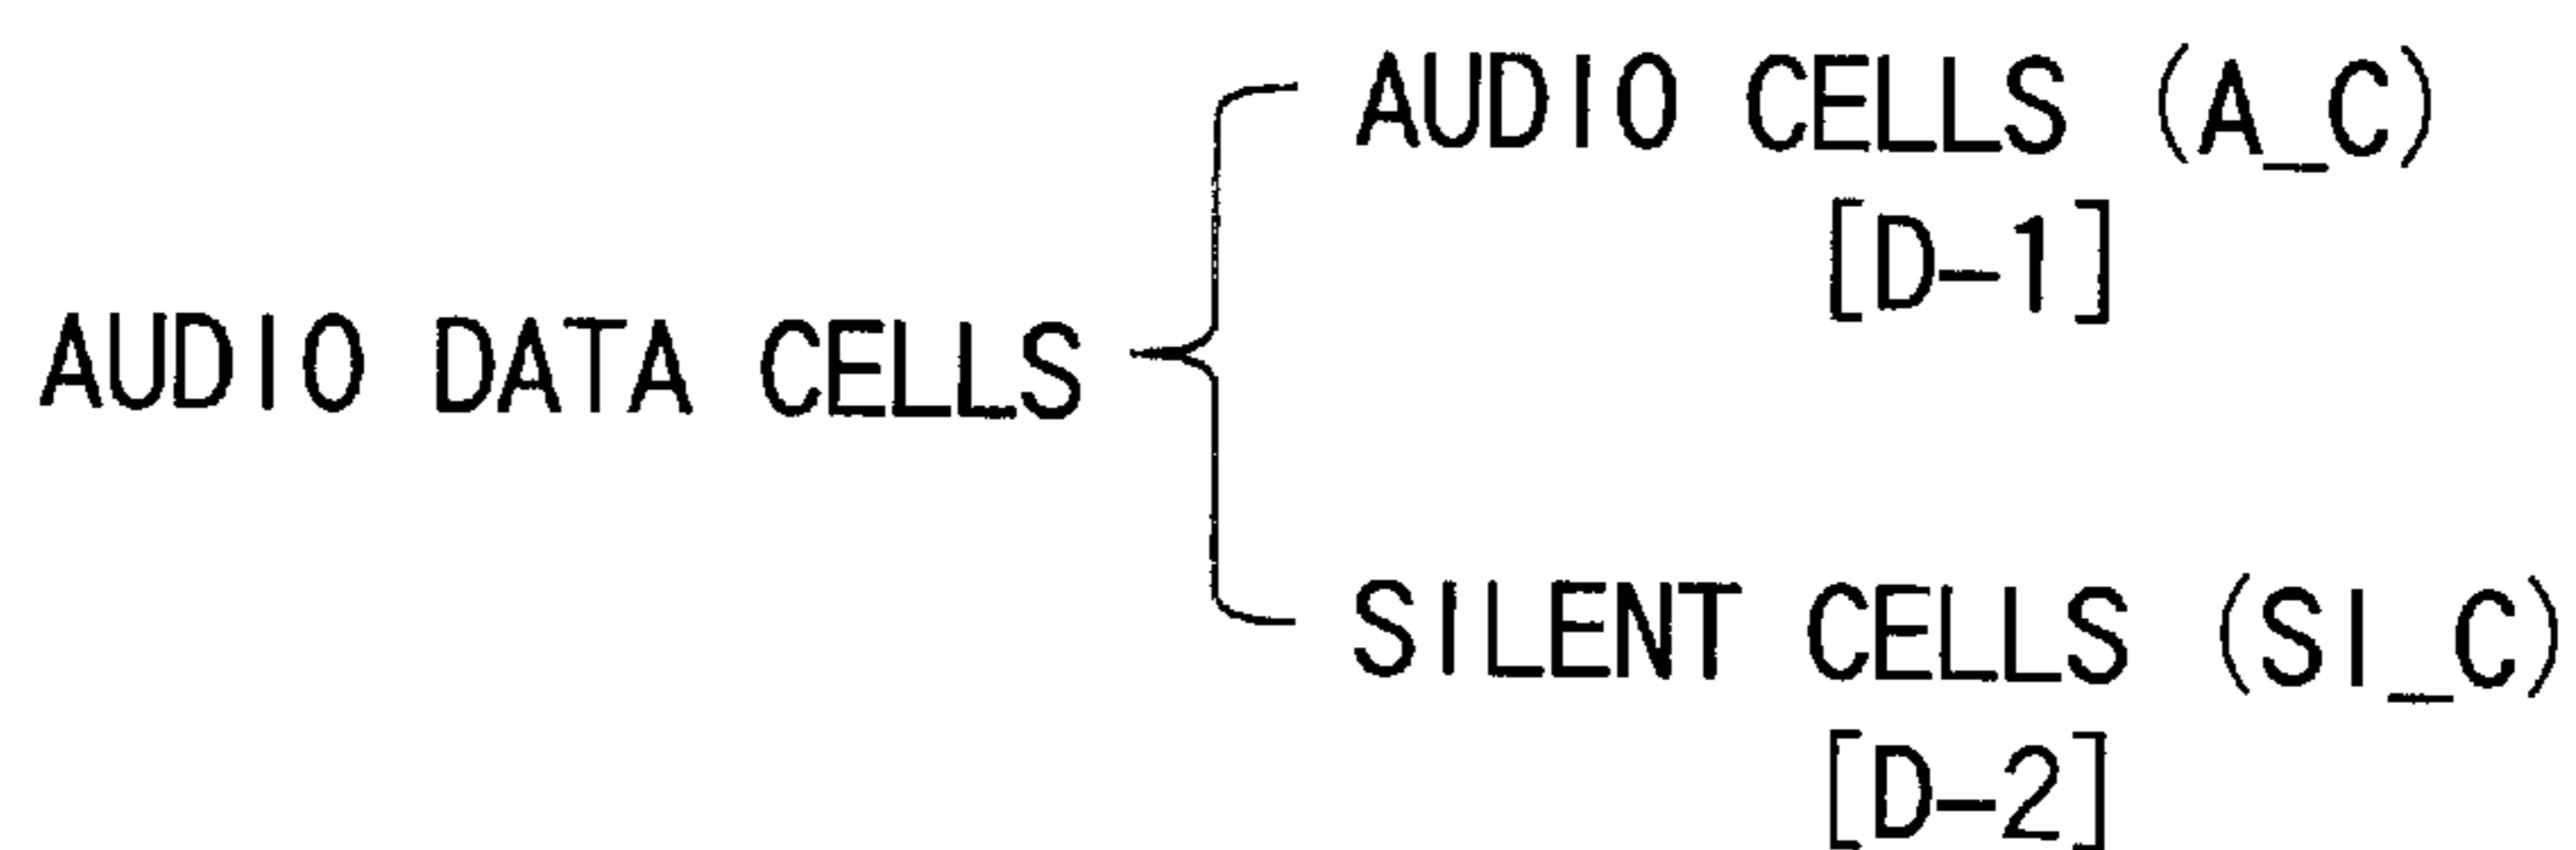 AUDIO CELLS (A_C)
[D-1]
AUDIO DATA CELLS
SILENT CELLS (SI_C)
[D-2]